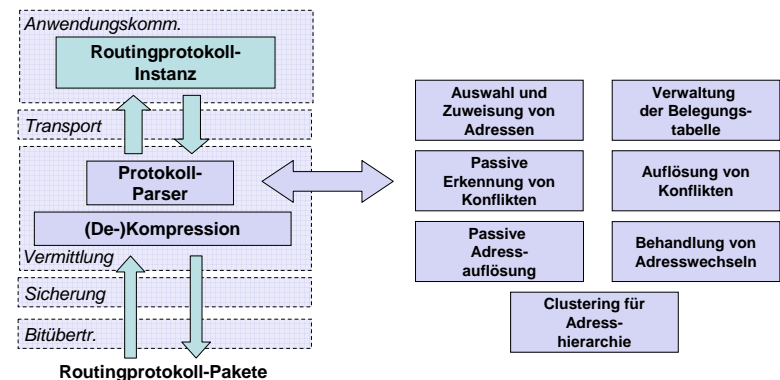 Anwendungskomm.
Routingprotokoll-
Instanz
Transport
Protokoll-
Parser
(De-)Kompression
Vermittlung
Sicherung
Bitübertr.
Routingprotokoll-Pakete
Auswahl und
Zuweisung von
Adressen
Verwaltung
der Belegungs-
tabelle
Passive
Erkennung von
Konflikten
Auflösung von
Konflikten
Passive
Adress-
auflösung
Behandlung von
Adresswechseln
Clustering für
Adress-
hierarchie